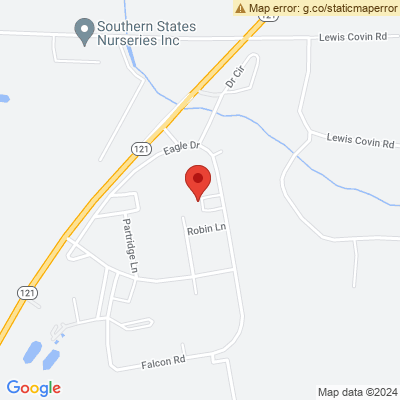 Map error: g.co/staticmaperror
Southern States
Nurseries Inc
Lewis Covin Rd
121
Dr Cir
Lewis Covin Rd
121
Eagle Dr
Partridge Ln
Robin Ln
121
Falcon Rd
Google
Map data ©2024